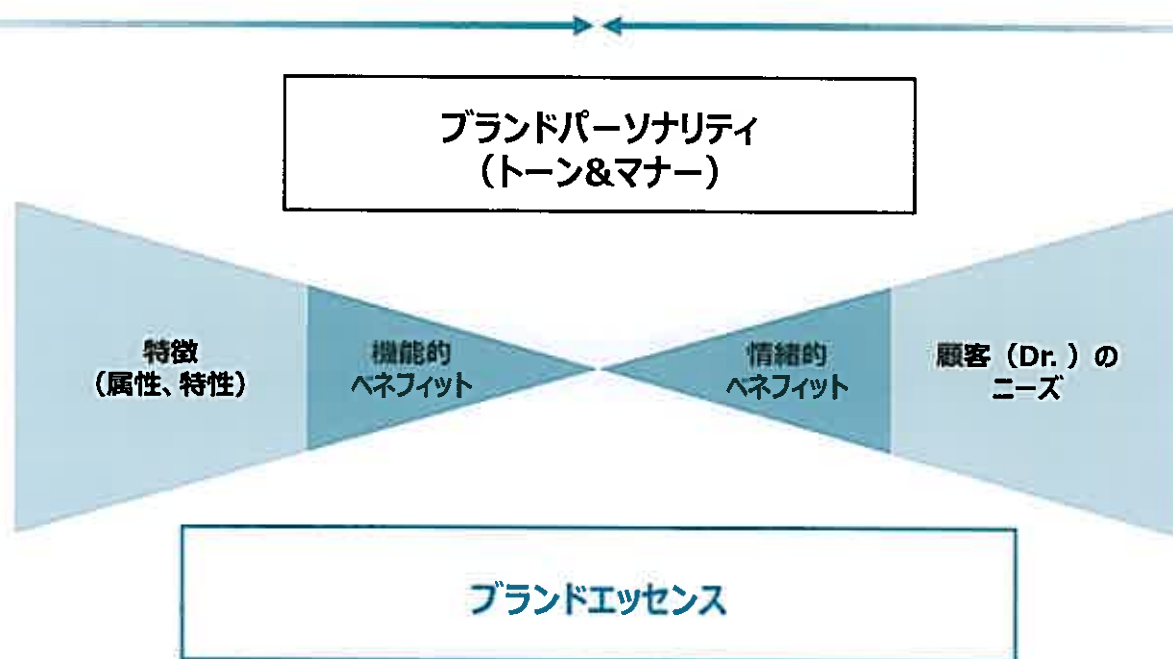 ブランドパーソナリティ
（トーン&マナー）
特徴
（属性、特性）
機能的
ベネフィット
情緒的
ベネフィット
顧客（Dr. ）の
ニーズ
ブランドエッセンス